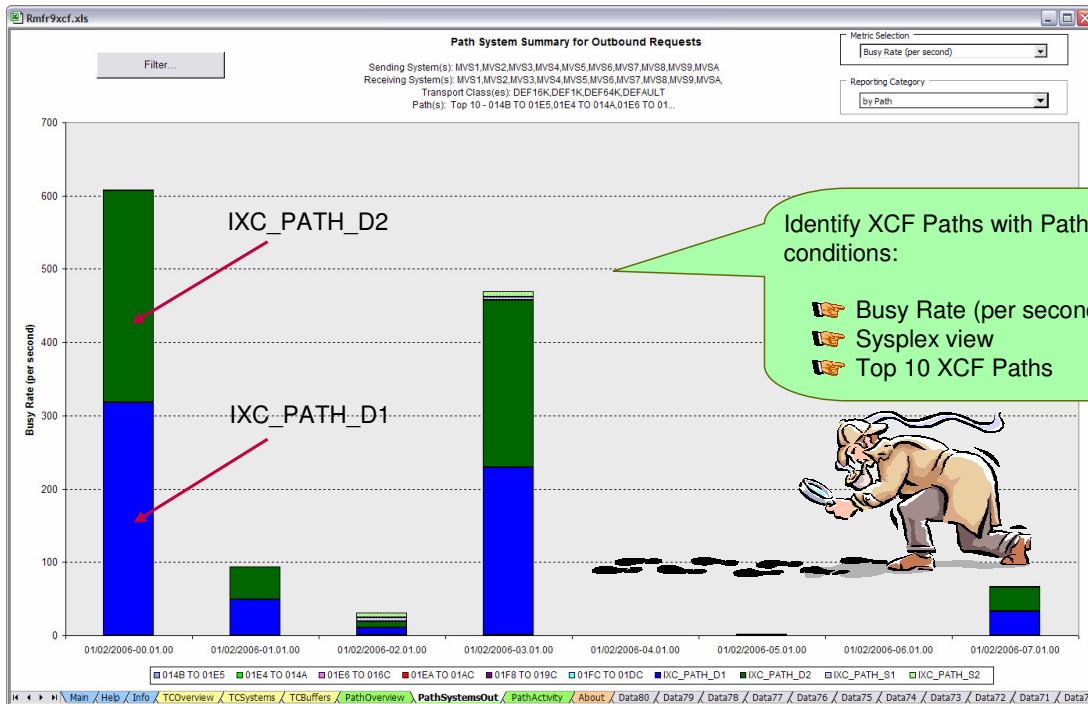 Rmfr9xcf.xls
Filter...
Path System Summary for Outbound Requests
Sending System(s): MVS1,MVS2,MVS3,MVS4,MVS5,MVS6,MVS7,MVS8,MVS9,MVSA
Receiving System(s): MVS1,MVS2,MVS3,MVS4,MVS5,MVS6,MVS7,MVS8,MVS9,MVSA,
Transport Class(es): DEF16K,DEF1K,DEF64K,DEFAULT
Path(s): Top 10 - 014B TO 01E5,01E4 TO 014A,01E6 TO 01...
Metric Selection
Busy Rate (per second)
Reporting Category
by Path
Busy Rate (per second)
700
600
500
400
300
200
100
0
IXC_PATH_D2
IXC_PATH_D1
Identify XCF Paths with Path
conditions:
Busy Rate (per secon
Sysplex view
Top 10 XCF Paths
01/02/2006-00.01.00 01/02/2006-01.01.00 01/02/2006-02.01.00 01/02/2006-03.01.00 01/02/2006-04.01.00 01/02/2006-05.01.00 01/02/2006-06.01.00 01/02/2006-07.01.00
014B TO 01E5 01E4 TO 014A 01E6 TO 016C 01EA TO 01AC 01F8 TO 019C 01FC TO 01DC IXC_PATH_D1 IXC_PATH_D2 IXC_PATH_S1 IXC_PATH_S2
Main Help Info TCOverview TCSystems TCBuffers PathOverview PathSystemsOut PathActivity About Data80 Data79 Data78 Data77 Data76 Data75 Data74 Data73 Data72 Data71 Data7